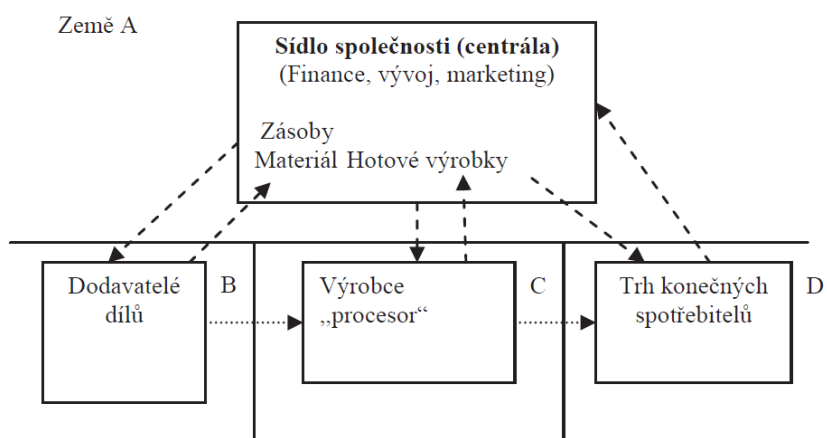 Země A
Sídlo společnosti (centrála)
(Finance, vývoj, marketing)
Zásoby
Materiál Hotové výrobky
Dodavatelé
dílů
B
Výrobce
„procesor“
C
Trh konečných
spotřebitelů
D